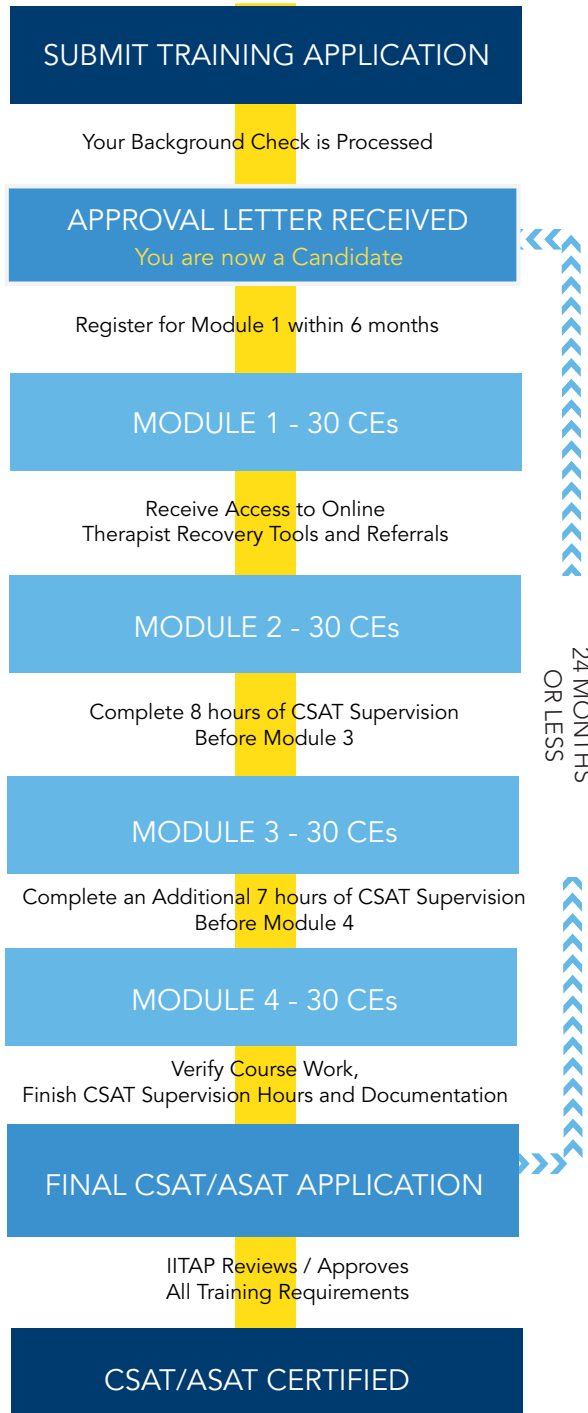 SUBMIT TRAINING APPLICATION
Your Background Check is Processed
APPROVAL LETTER RECEIVED
You are now a Candidate
Register for Module 1 within 6 months
MODULE 1 - 30 CEs
Receive Access to Online
Therapist Recovery Tools and Referrals
MODULE 2 - 30 CEs
24 MONTHS
OR LESS
Complete 8 hours of CSAT Supervision
Before Module 3
MODULE 3 - 30 CEs
Complete an Additional 7 hours of CSAT Supervision
Before Module 4
MODULE 4 - 30 CEs
Verify Course Work,
Finish CSAT Supervision Hours and Documentation
FINAL CSAT/ASAT APPLICATION
IITAP Reviews / Approves
All Training Requirements
CSAT/ASAT CERTIFIED